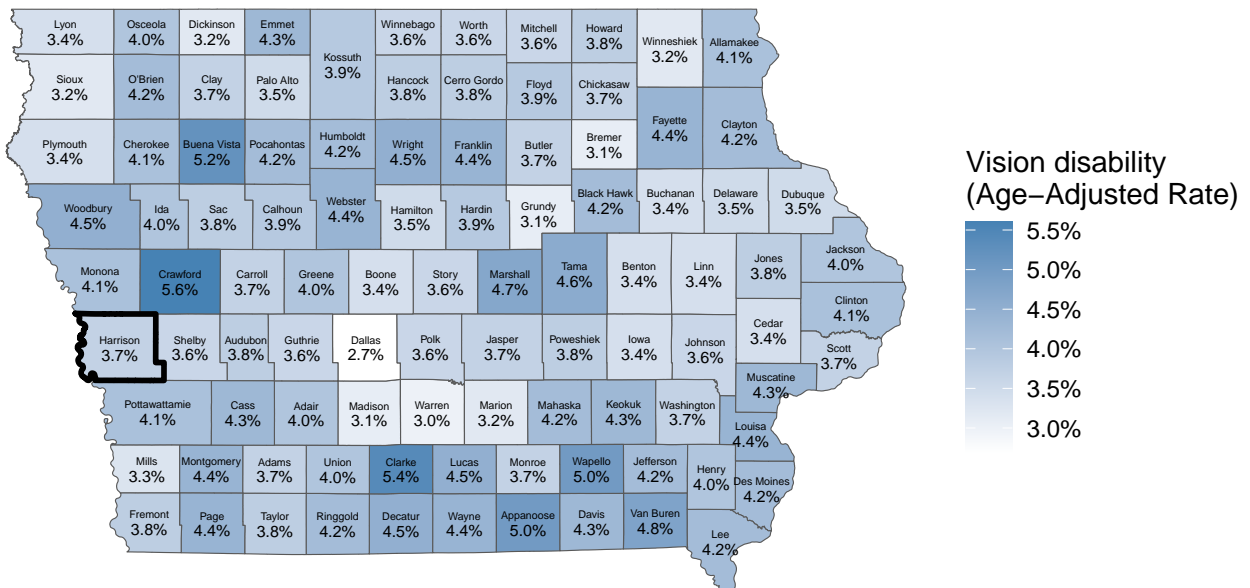 Lyon
3.4%
Osceola
4.0%
Dickinson
3.2%
Emmet
4.3%
Kossuth
3.9%
Winnebago
3.6%
Worth
3.6%
Mitchell
3.6%
Howard
3.8%
Winneshiek
3.2%
Allamakee
4.1%
Sioux
3.2%
O'Brien
4.2%
Clay
3.7%
Palo Alto
3.5%
Hancock
3.8%
Cerro Gordo
3.8%
Floyd
3.9%
Chickasaw
3.7%
Fayette
4.4%
Clayton
4.2%
Plymouth
3.4%
Cherokee
4.1%
Buena Vista
5.2%
Pocahontas
4.2%
Humboldt
4.2%
Wright
4.5%
Franklin
4.4%
Butler
3.7%
Bremer
3.1%
Woodbury
4.5%
Ida
4.0%
Sac
3.8%
Calhoun
3.9%
Webster
4.4%
Hamilton
3.5%
Hardin
3.9%
Grundy
3.1%
Black Hawk
4.2%
Buchanan
3.4%
Delaware
3.5%
Dubuque
3.5%
Monona
4.1%
Crawford
5.6%
Carroll
3.7%
Greene
4.0%
Boone
3.4%
Story
3.6%
Marshall
4.7%
Tama
4.6%
Benton
3.4%
Linn
3.4%
Jones
3.8%
Jackson
4.0%
Clinton
4.1%
Harrison
3.7%
Shelby
3.6%
Audubon
3.8%
Guthrie
3.6%
Dallas
2.7%
Polk
3.6%
Jasper
3.7%
Poweshiek
3.8%
Iowa
3.4%
Johnson
3.6%
Cedar
3.4%
Scott
3.7%
Muscatine
4.3%
Pottawattamie
4.1%
Cass
4.3%
Adair
4.0%
Madison
3.1%
Warren
3.0%
Marion
3.2%
Mahaska
4.2%
Keokuk
4.3%
Washington
3.7%
Louisa
4.4%
Mills
3.3%
Montgomery
4.4%
Adams
3.7%
Union
4.0%
Clarke
5.4%
Lucas
4.5%
Monroe
3.7%
Wapello
5.0%
Jefferson
4.2%
Henry
4.0%
Des Moines
4.2%
Fremont
3.8%
Page
4.4%
Taylor
3.8%
Ringgold
4.2%
Decatur
4.5%
Wayne
4.4%
Appanoose
5.0%
Davis
4.3%
Van Buren
4.8%
Lee
4.2%
Vision disability
(Age−Adjusted Rate)
5.5%
5.0%
4.5%
4.0%
3.5%
3.0%